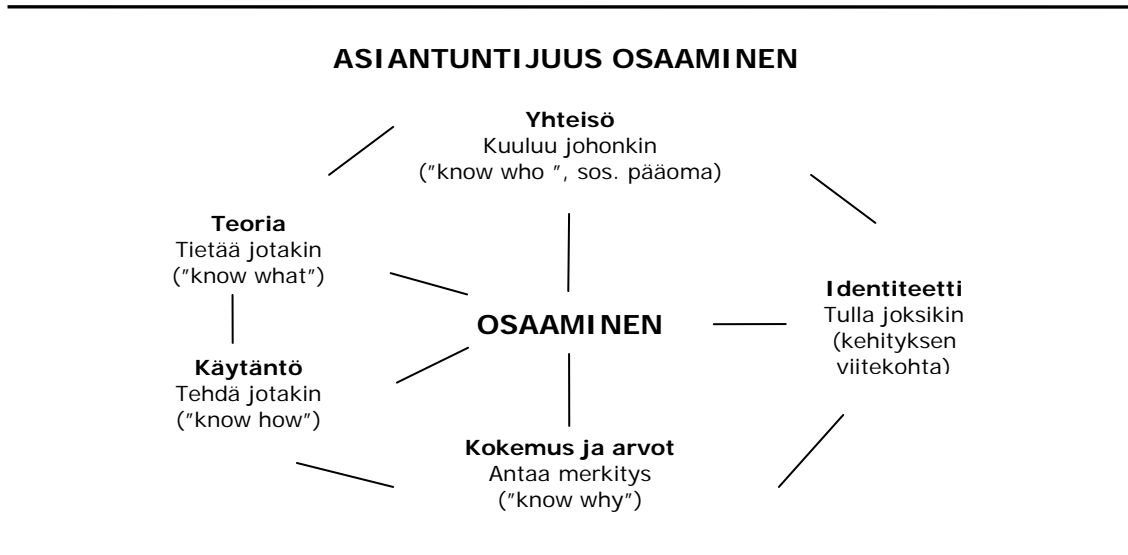 ASIANTUNTIJUUS OSAAMINEN
Yhteisö
Kuuluu johonkin
("know who ", sos. pääoma)
Teoria
Tietää jotakin
("know what")
Identiteetti
Tulla joksikin
(kehityksen
viitekohta)
OSAAMINEN
Käytäntö
Tehdä jotakin
("know how")
Kokemus ja arvot
Antaa merkitys
("know why")